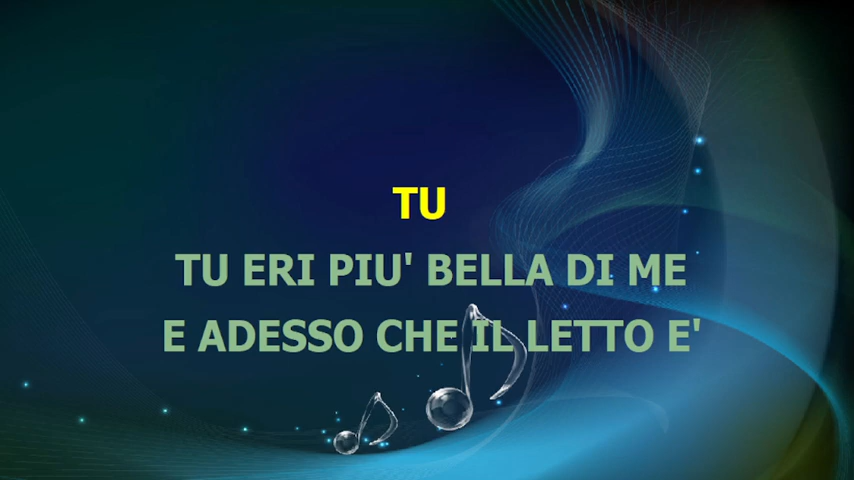 TU
TU ERI PIU' BELLA DI ME
E ADESSO CHE IL LETTO E'